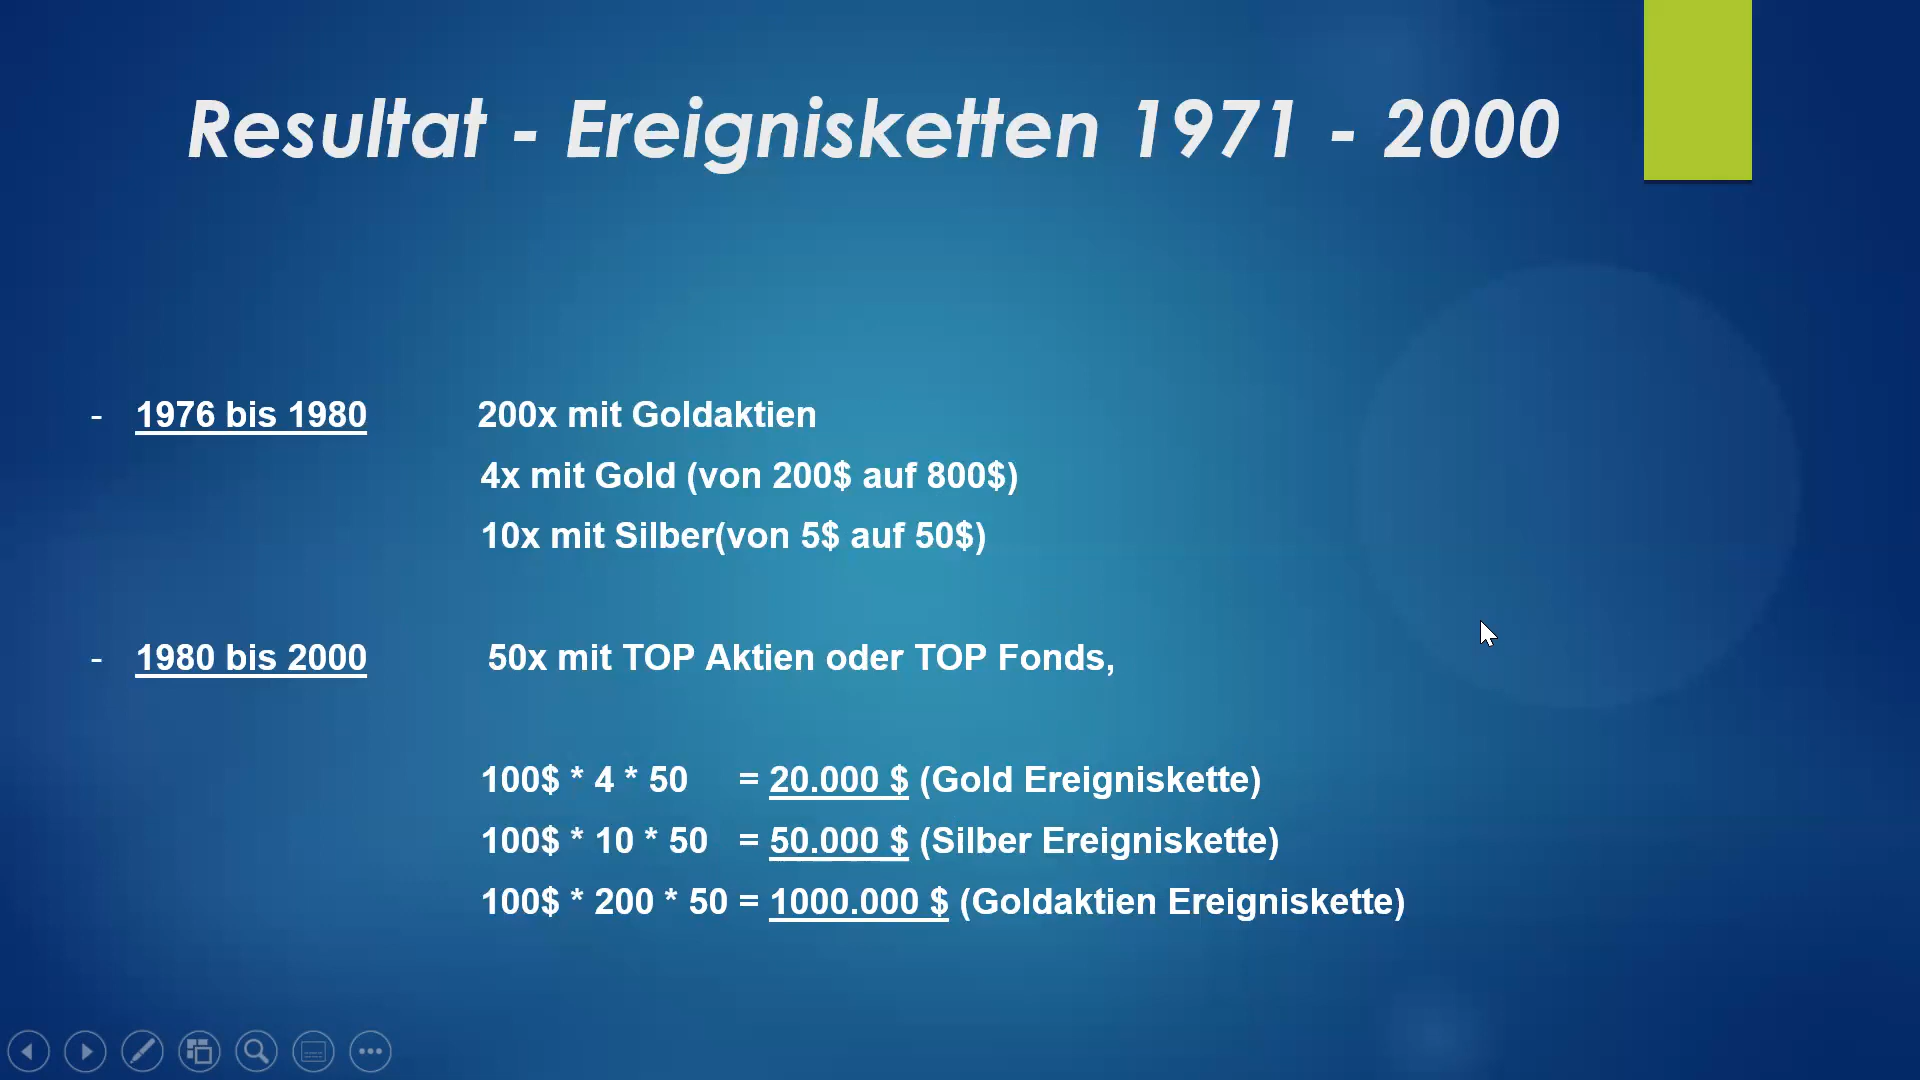 Resultat - Ereignisketten 1971 - 2000
- 1976 bis 1980 200x mit Goldaktien
4x mit Gold (von 200$ auf 800$)
10x mit Silber(von 5$ auf 50$)
- 1980 bis 2000 50x mit TOP Aktien oder TOP Fonds,
100$ * 4 * 50 = 20.000 $ (Gold Ereigniskette)
100$ * 10 * 50 = 50.000 $ (Silber Ereigniskette)
100$ * 200 * 50 = 1000.000 $ (Goldaktien Ereigniskette)